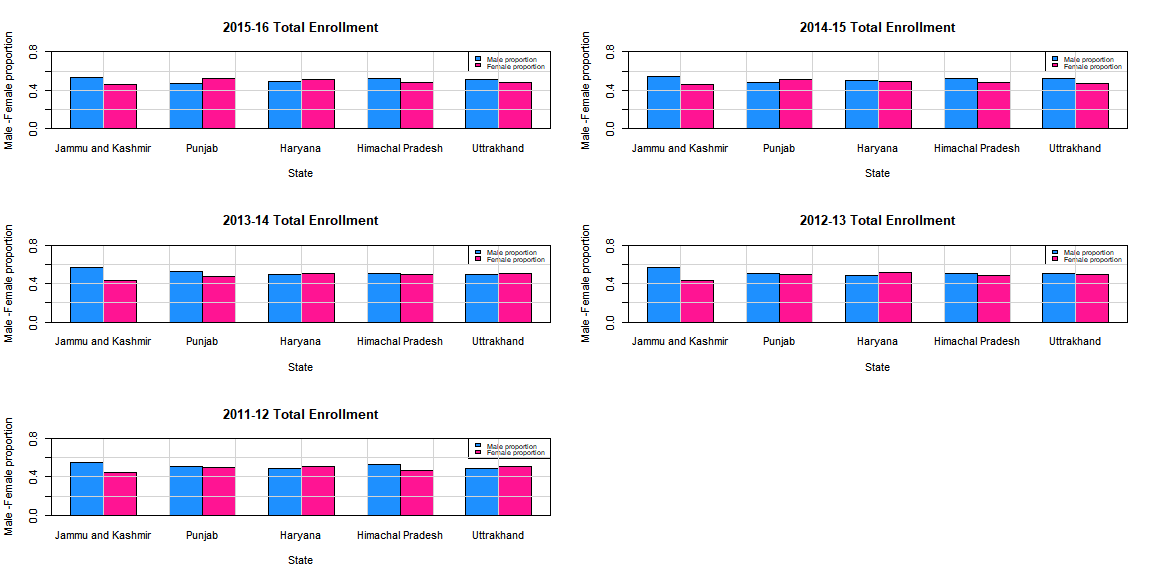 2015-16 Total Enrollment
Male -Female proportion
0.8
0.4
0.0
Male proportion
Female proportion
Jammu and Kashmir Punjab Haryana Himachal Pradesh Uttrakhand
State
2014-15 Total Enrollment
Male -Female proportion
0.8
0.4
0.0
Male proportion
Female proportion
Jammu and Kashmir Punjab Haryana Himachal Pradesh Uttrakhand
State
2013-14 Total Enrollment
Male -Female proportion
0.8
0.4
0.0
Male proportion
Female proportion
Jammu and Kashmir Punjab Haryana Himachal Pradesh Uttrakhand
State
2012-13 Total Enrollment
Male -Female proportion
0.8
0.4
0.0
Male proportion
Female proportion
Jammu and Kashmir Punjab Haryana Himachal Pradesh Uttrakhand
State
2011-12 Total Enrollment
Male -Female proportion
0.8
0.4
0.0
Male proportion
Female proportion
Jammu and Kashmir Punjab Haryana Himachal Pradesh Uttrakhand
State